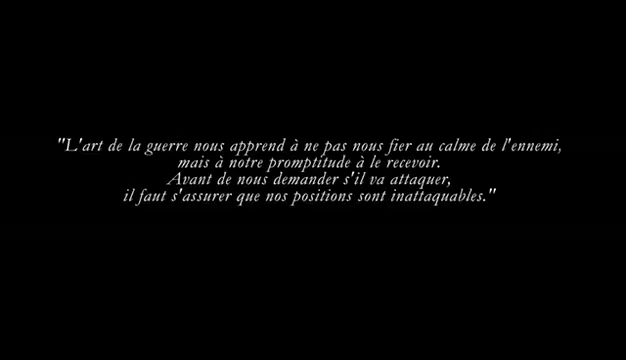 "L'art de la guerre nous apprend à ne pas nous fier au calme de l'ennemi,
mais à notre promptitude à le recevoir.
Avant de nous demander s'il va attaquer,
il faut s'assurer que nos positions sont inattaquables."